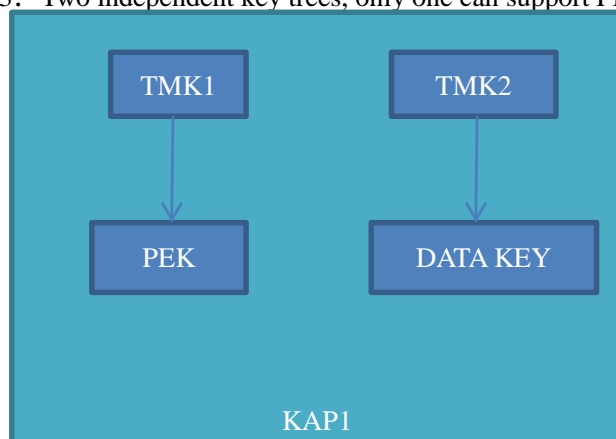 Two independent key trees, only one can support
TMK1 TMK2
PEK DATA KEY
KAP1